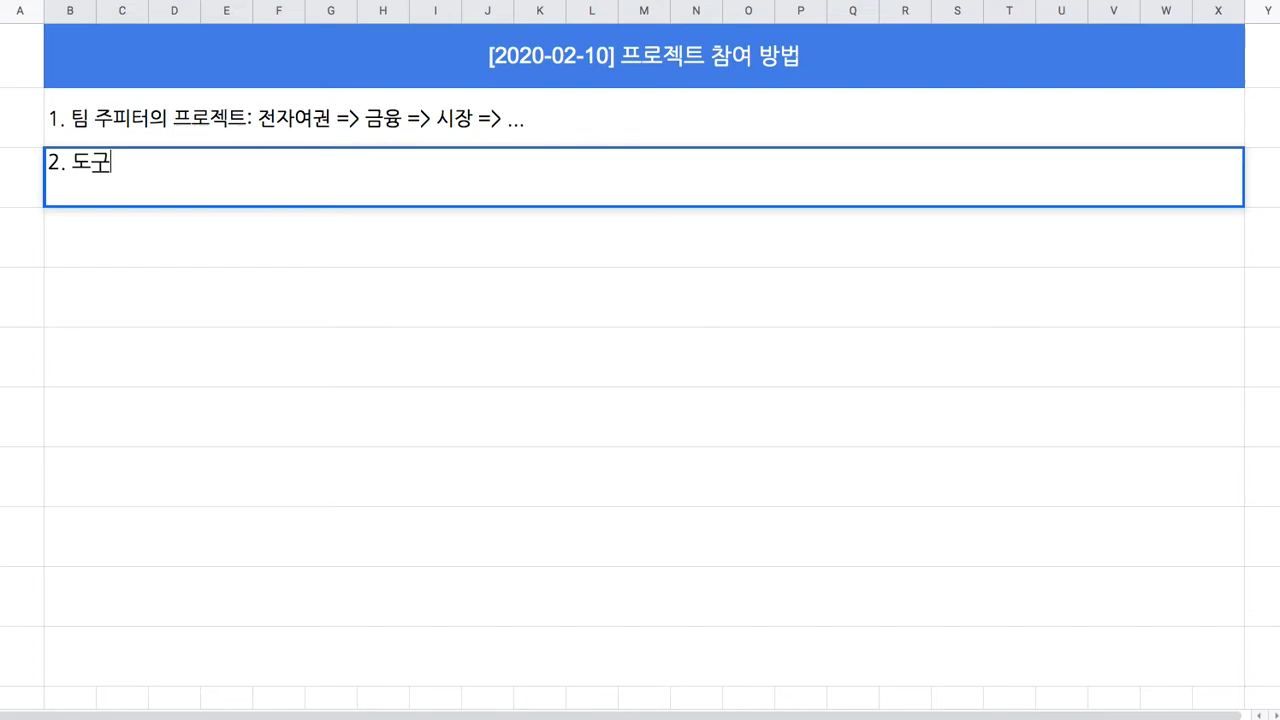 A B C D E F G H I J K L M N O P Q R S T U V W X Y
[2020-02-10] 프로젝트 참여 방법
1. 팀 주피터의 프로젝트: 전자여권 => 금융 => 시장 => ...
2. 도구